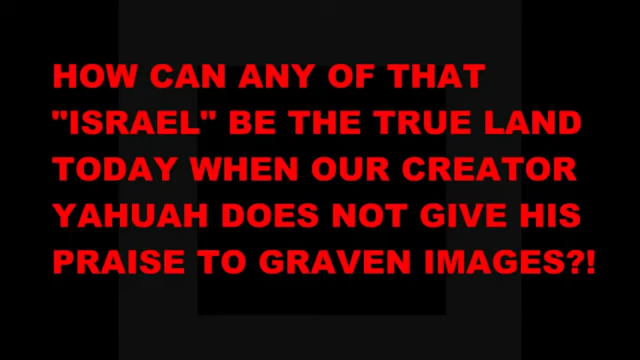 HOW CAN ANY OF THAT
"ISRAEL" BE THE TRUE LAND
TODAY WHEN OUR CREATOR
YAHUAH DOES NOT GIVE HIS
PRAISE TO GRAVEN IMAGES?!